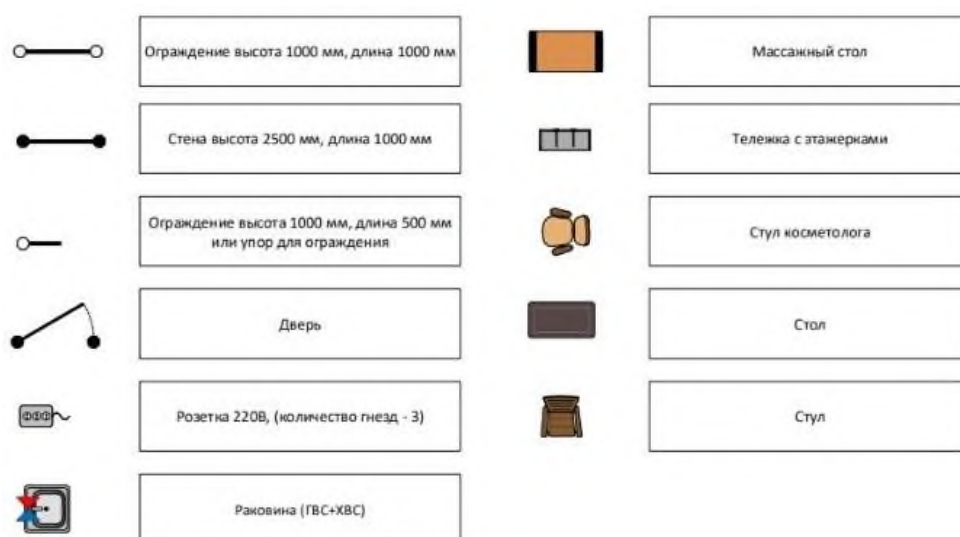 Ограждение высота 1000 мм, длина 1000 мм
Массажный стол
Стена высота 2500 мм, длина 1000 мм
Тележка с этажерками
Ограждение высота 1000 мм, длина 500 мм
или упор для ограждения
Стул косметолога
Дверь
Стол
Розетка 220В, (количество гнезд - 3)
Стул
Раковина (ГВС+ХВС)